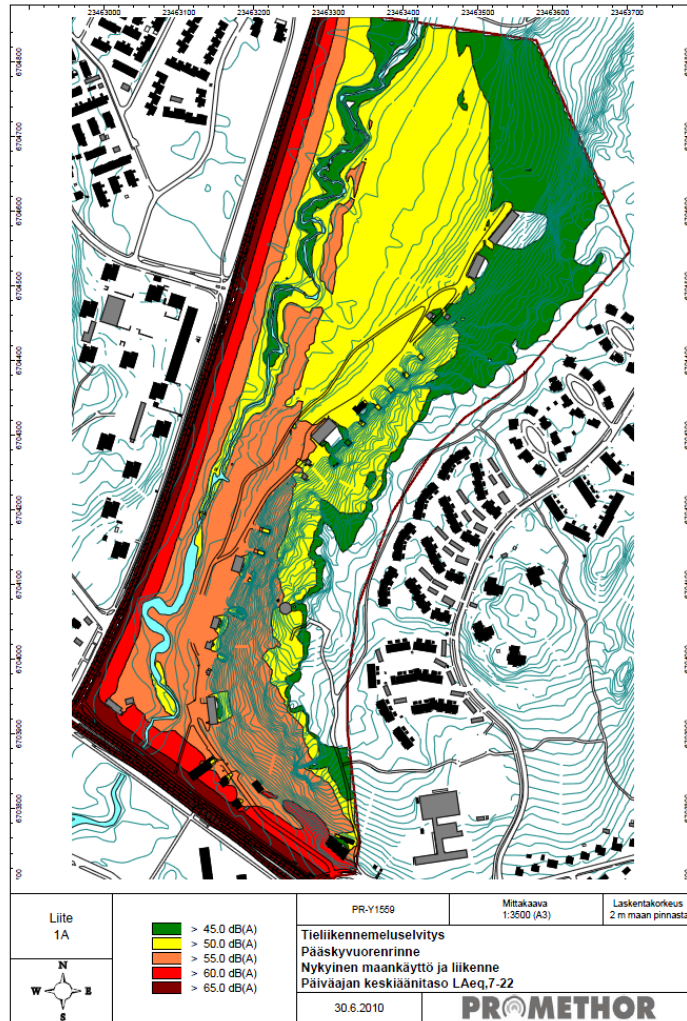 23463000 23463100 23463200 23463300 23463400 23463500 23463600 23463700
6704700
6704600
6704500
6704400
6704300
6704200
6704100
6704000
6703900
Liite
1A
N
W E
S
> 45.0 dB(A)
> 50.0 dB(A)
> 55.0 dB(A)
> 60.0 dB(A)
> 65.0 dB(A)
PR-Y1559
Mittakaava
1:3500 (A3)
Laskentakorkeus
2 m maan pinnasta
Tieliikennemeluselvitys
Pääskyvuorenrinne
Nykyinen maankäyttö ja liikenne
Päiväajan keskiäänitaso LAeq,7-22
30.6.2010
PROMETHOR